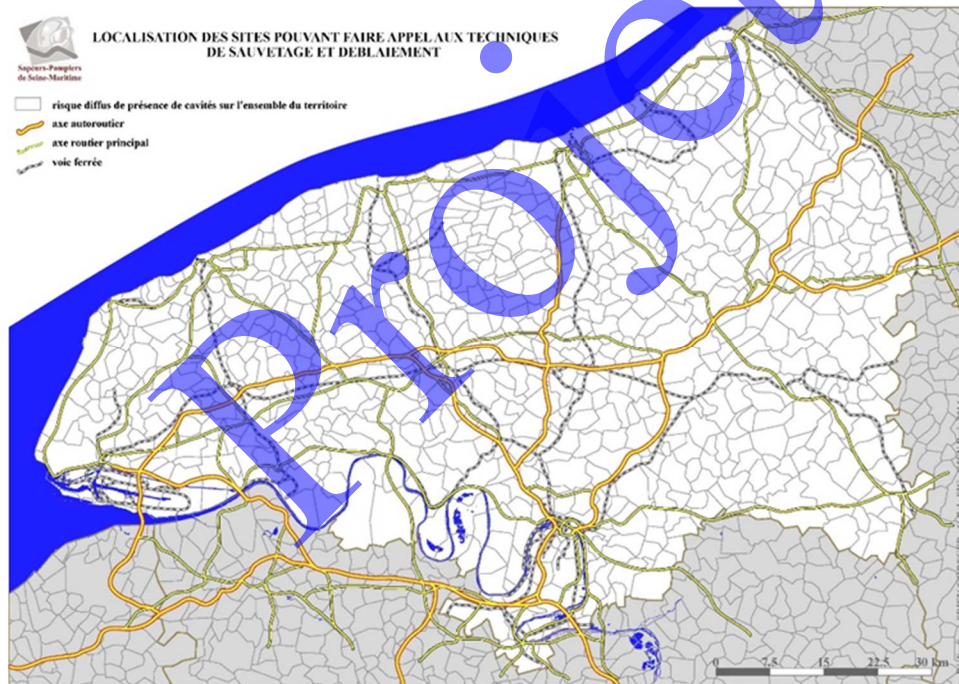 LOCALISATION DES SITES POUVANT FAIRE APPEL AUX TECHNIQUES
DE SAUVETAGE ET DEBLAIEMENT
Sapeurs-Pompiers
de Seine-Maritime
risque diffus de présence de cavités sur l'ensemble du territoire
axe autoroutier
axe routier principal
voie ferrée
Projet
0 7.5 15 22.5 30 km